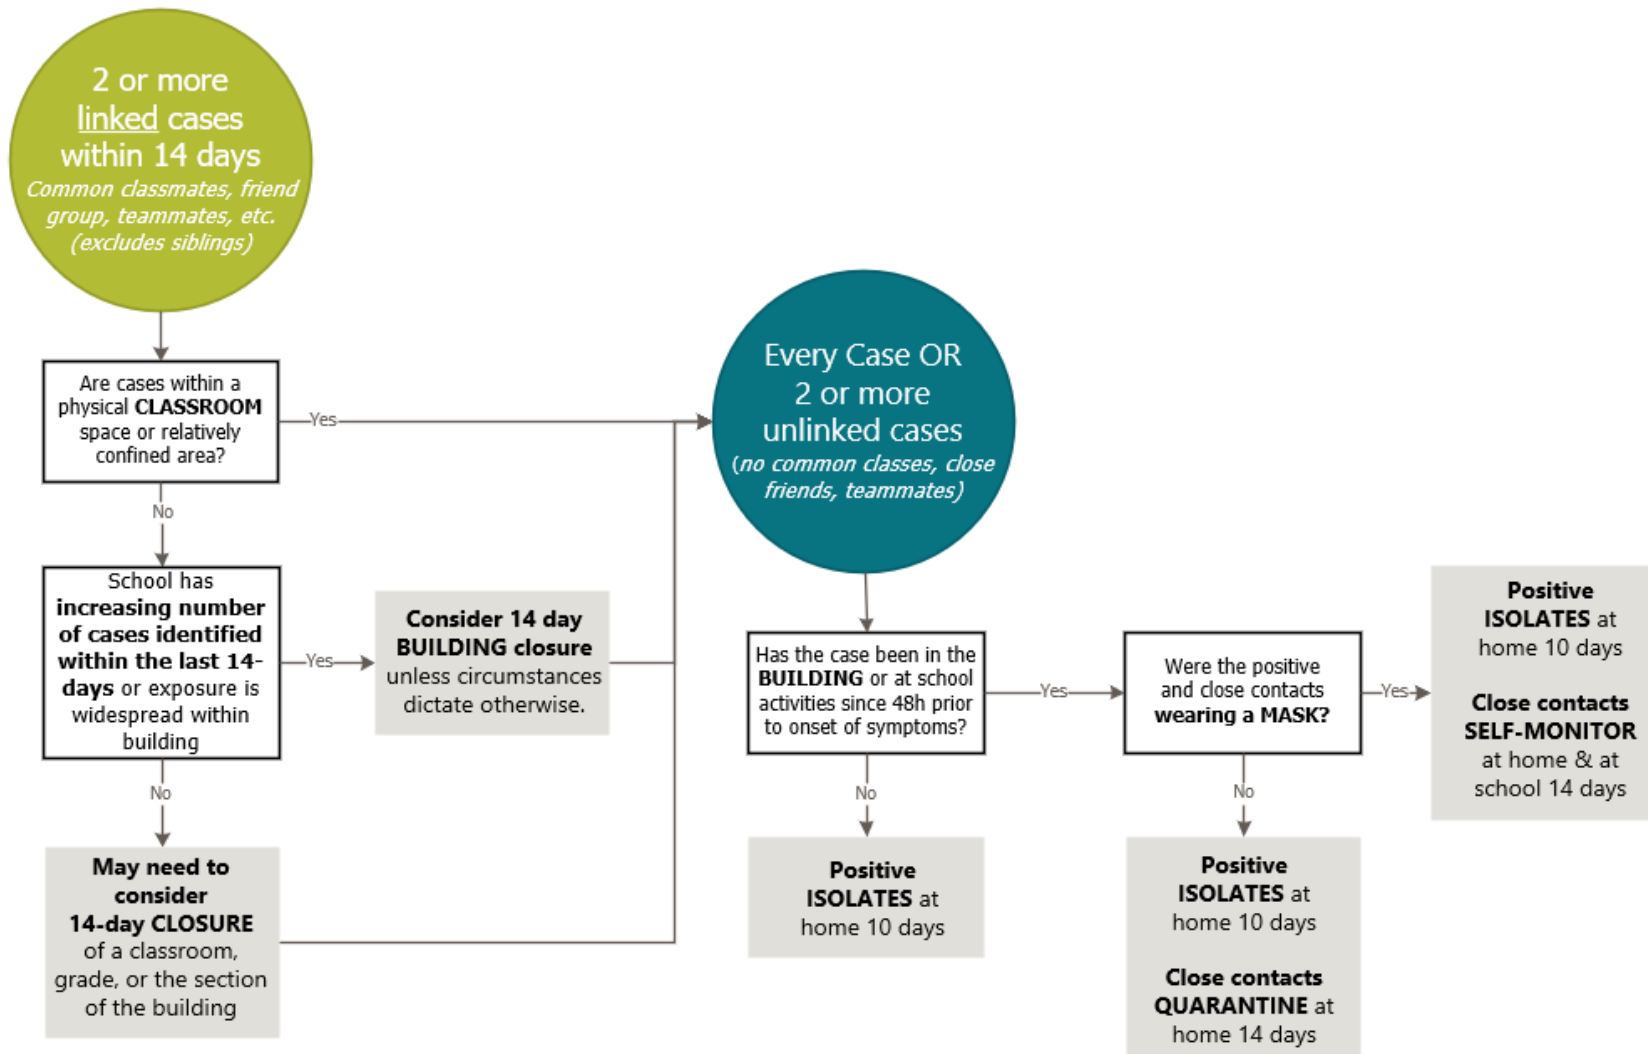 2 or more
linked cases
within 14 days
Common classmates, friend
group, teammates, etc.
(excludes siblings)
Are cases within a
physical CLASSROOM
space or relatively
confined area?
Yes
No
School has
increasing number
of cases identified
within the last 14-
days or exposure is
widespread within
building
Yes
Consider 14 day
BUILDING closure
unless circumstances
dictate otherwise.
No
May need to
consider
14-day CLOSURE
of a classroom,
grade, or the section
of the building
Every Case OR
2 or more
unlinked cases
(no common classes, close
friends, teammates)
Has the case been in the
BUILDING or at school
activities since 48h prior
to onset of symptoms?
Yes
No
Positive
ISOLATES at
home 10 days
Were the positive
and close contacts
wearing a MASK?
Yes
No
Positive
ISOLATES at
home 10 days
Close contacts
QUARANTINE at
home 14 days
Positive
ISOLATES at
home 10 days
Close contacts
SELF-MONITOR
at home & at
school 14 days